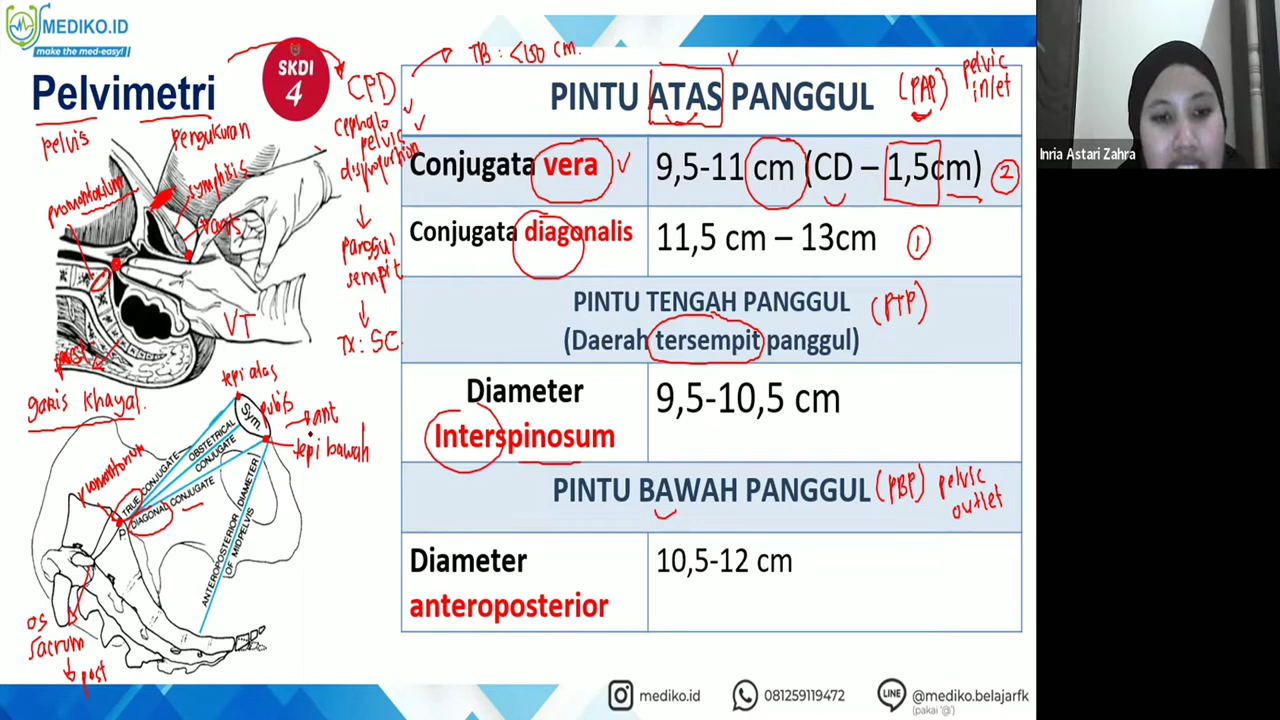 MEDIKO.ID
make the med-easy!
Pelvimetri
SKDI
4
pelvis
Pengukuran
TB : < 150 cm.
CPD
cephalo
pelvis
disproportion
panggul
sempit
Tx : SC
promontorium
symphisis
VT
garis khayal
tepi atas
pubis
Sym.
ant
tepi bawah
promontorium
TRUE CONJUGATE
OBSTETRICAL
CONJUGATE
DIAGONAL CONJUGATE
P
ANTEROPOSTERIOR DIAMETER
OF MIDPELVIS
os
Sacrum
post
PINTU ATAS PANGGUL
(PAP)
pelvic
inlet
Conjugata vera
9,5-11 cm (CD – 1,5cm)
2
Conjugata diagonalis
11,5 cm – 13cm
1
PINTU TENGAH PANGGUL
(PTP)
(Daerah tersempit panggul)
Diameter
Interspinosum
9,5-10,5 cm
PINTU BAWAH PANGGUL
(PBP)
pelvic
outlet
Diameter
anteroposterior
10,5-12 cm
Inria Astari Zahra
mediko.id
081259119472
LINE
@mediko.belajarfk
(pakai '@')